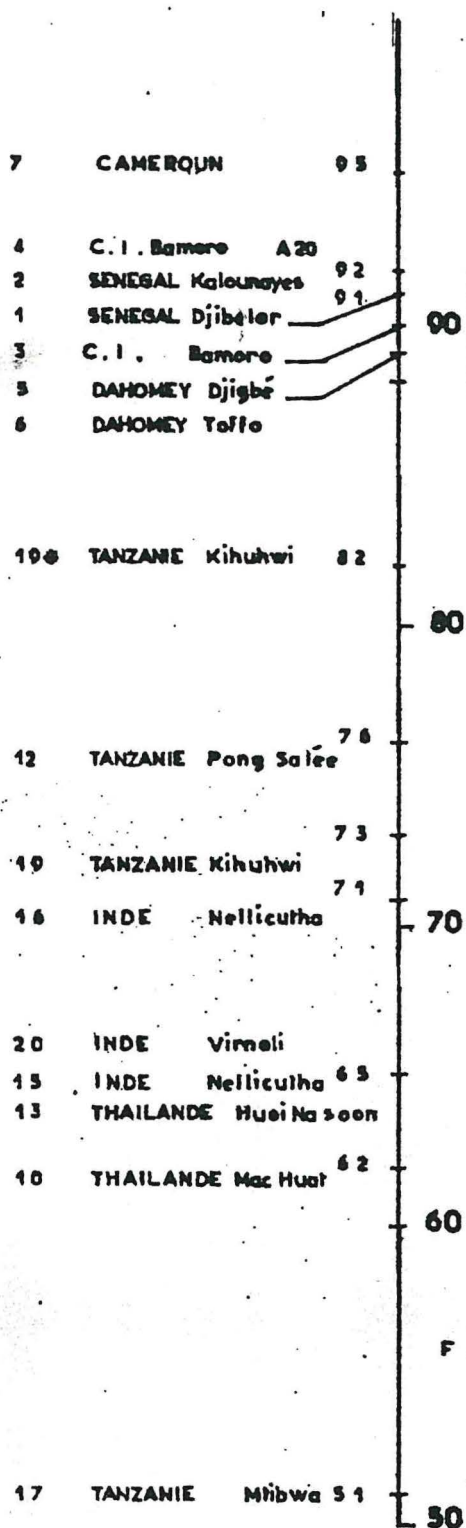 7 CAMEROUN 95
4 C.I. Bamoro A20
2 SENEGAL Kalounayes 92
1 SENEGAL Djibelor 91
90
3 C.I. Bamoro
5 DAHOMEY Djigbé
6 DAHOMEY Toffo
19* TANZANIE Kihuhwi 82
80
12 TANZANIE Pong Salée 76
73
19 TANZANIE Kihuhwi
71
16 INDE Nellicutha
70
20 INDE Virnoli
15 INDE Nellicutha 65
13 THAILANDE Huoi Na soon
10 THAILANDE Mac Huat 62
60
F
17 TANZANIE Mtibwa 51
50